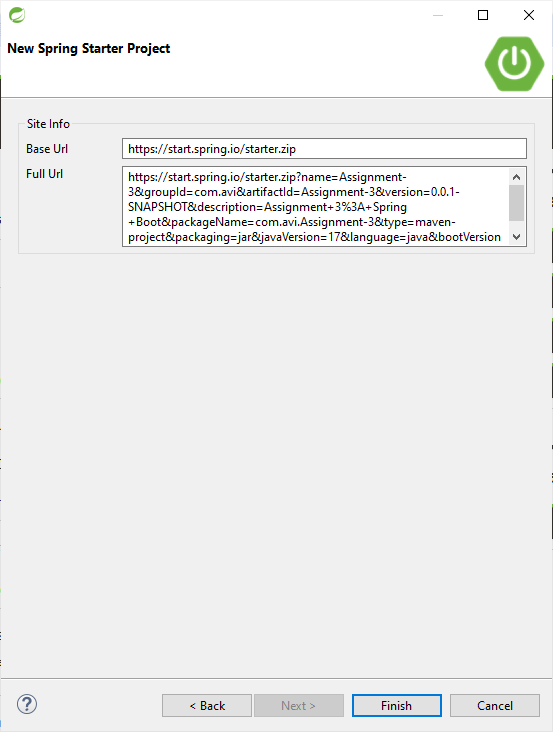 New Spring Starter Project
Site Info
Base Url
https://start.spring.io/starter.zip
Full Url
https://start.spring.io/starter.zip?name=Assignment-
3&groupId=com.avi&artifactId=Assignment-3&version=0.0.1-
SNAPSHOT&description=Assignment+3%3A+Spring
+Boot&packageName=com.avi.Assignment-3&type=maven-
project&packaging=jar&javaVersion=17&language=java&bootVersion
?
< Back
Next >
Finish
Cancel